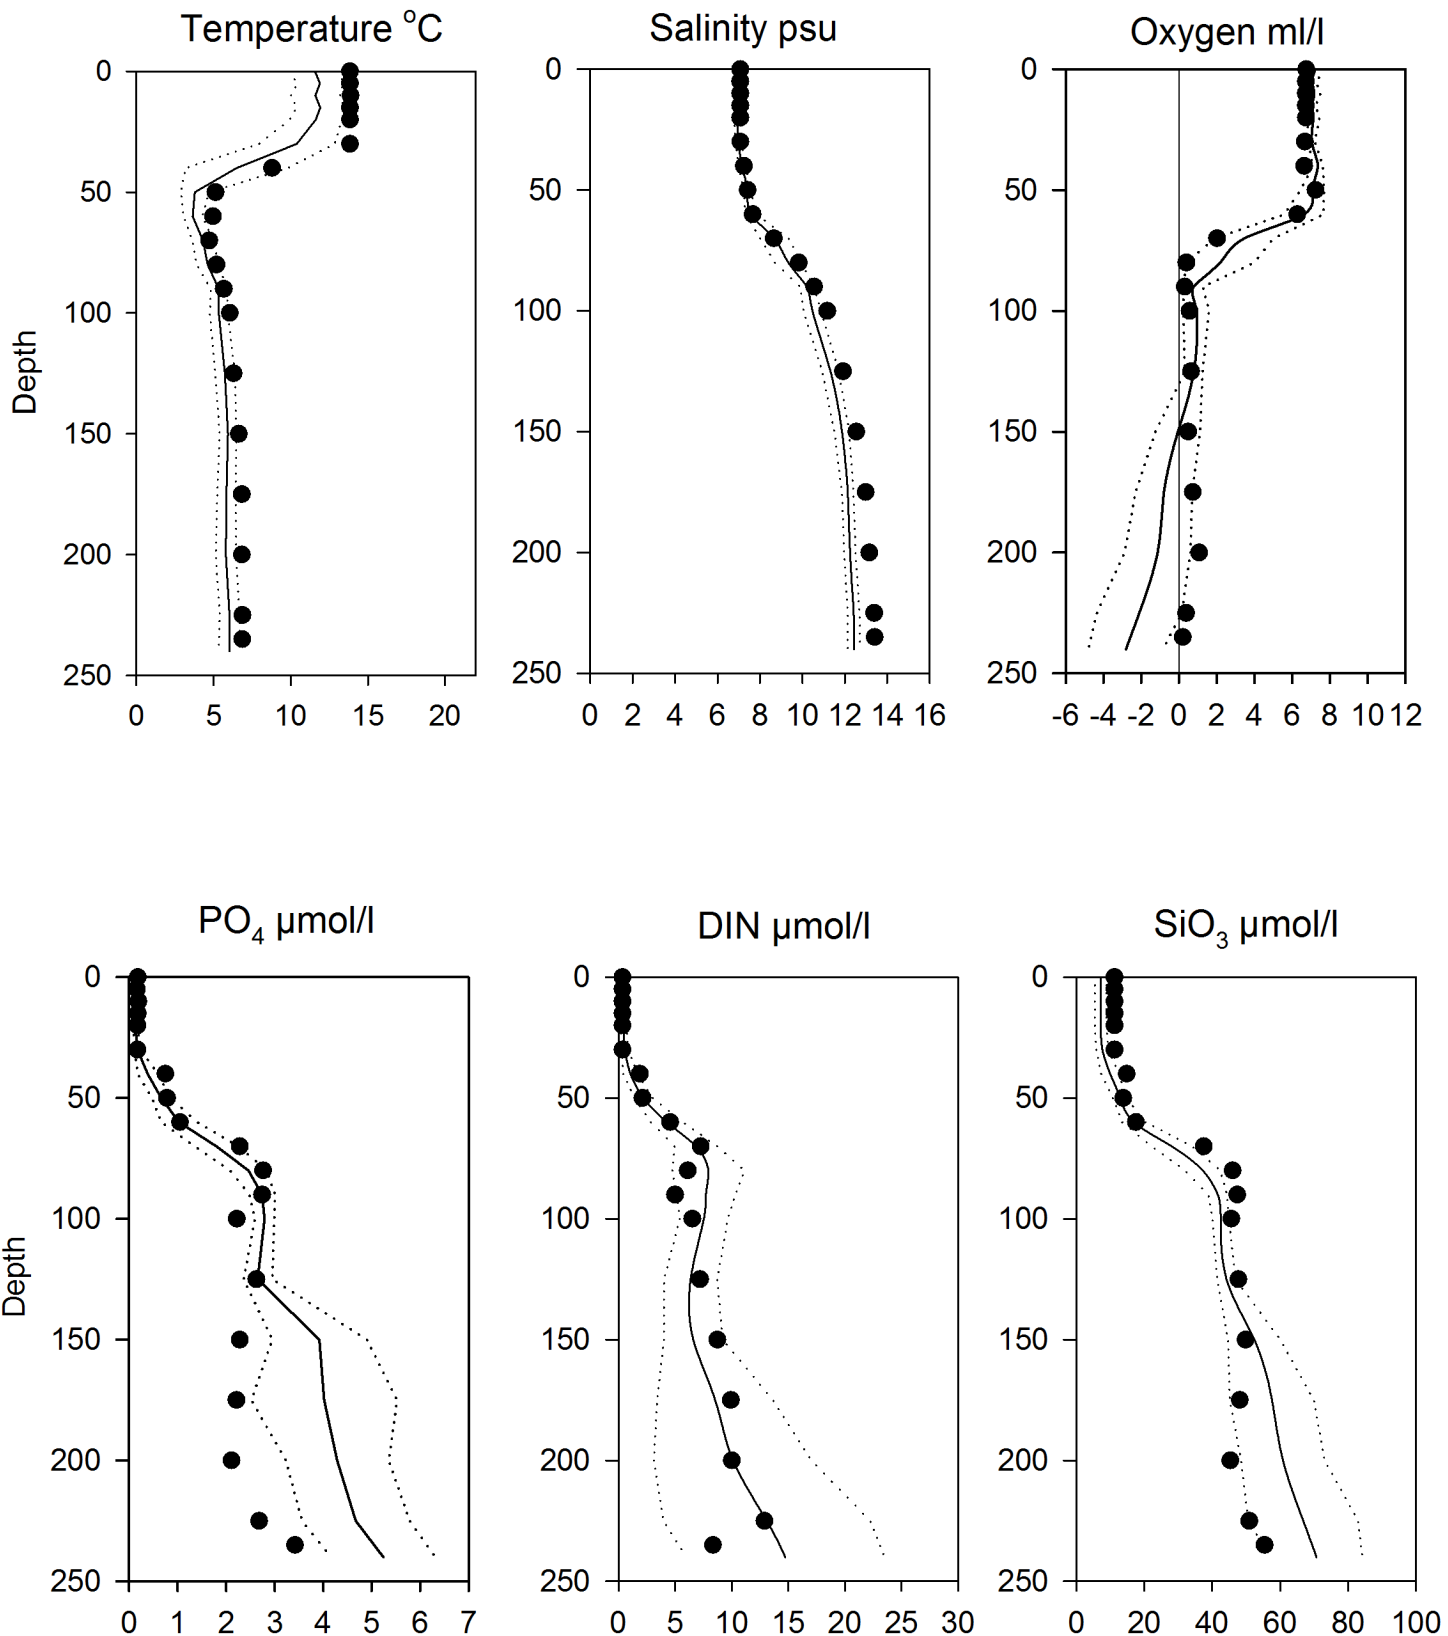 Temperature °C
Salinity psu
Oxygen ml/l
0
50
100
150
200
250
Depth
0 5 10 15 20
0
50
100
150
200
250
0 2 4 6 8 10 12 14 16
0
50
100
150
200
250
-6 -4 -2 0 2 4 6 8 10 12
PO4 µmol/l
DIN µmol/l
SiO3 µmol/l
0
50
100
150
200
250
Depth
0 1 2 3 4 5 6 7
0
50
100
150
200
250
0 5 10 15 20 25 30
0
50
100
150
200
250
0 20 40 60 80 100